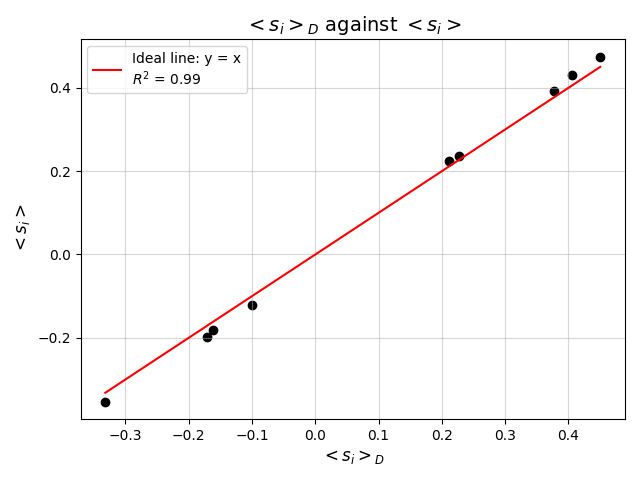 < s_i >_D against < s_i >
Ideal line: y = x
R² = 0.99
< s_i >
0.4
0.2
0.0
−0.2
−0.3
−0.2
−0.1
0.0
0.1
0.2
0.3
0.4
< s_i >_D